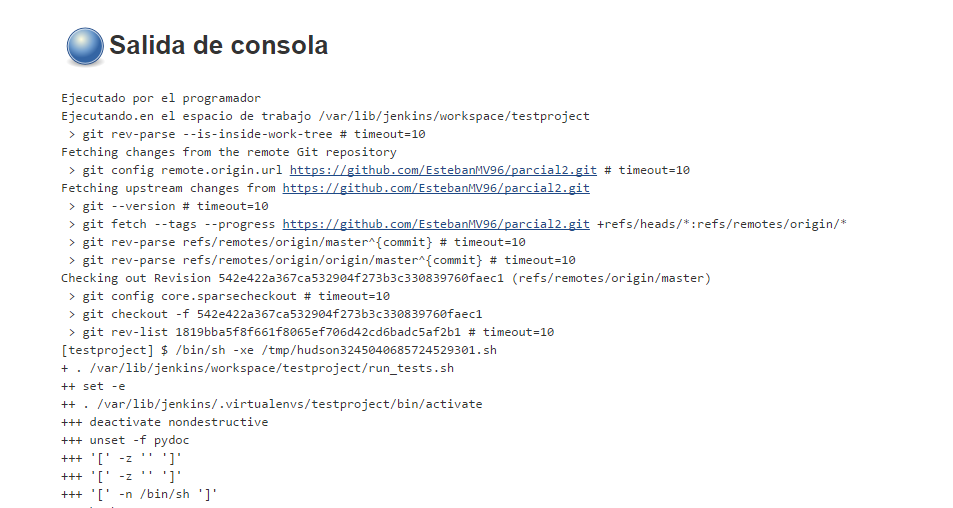 Salida de consola
Ejecutado por el programador
Ejecutando.en el espacio de trabajo /var/lib/jenkins/workspace/testproject
 > git rev-parse --is-inside-work-tree # timeout=10
Fetching changes from the remote Git repository
 > git config remote.origin.url https://github.com/EstebanMV96/parcial2.git # timeout=10
Fetching upstream changes from https://github.com/EstebanMV96/parcial2.git
 > git --version # timeout=10
 > git fetch --tags --progress https://github.com/EstebanMV96/parcial2.git +refs/heads/*:refs/remotes/origin/*
 > git rev-parse refs/remotes/origin/master^{commit} # timeout=10
 > git rev-parse refs/remotes/origin/origin/master^{commit} # timeout=10
Checking out Revision 542e422a367ca532904f273b3c330839760faec1 (refs/remotes/origin/master)
 > git config core.sparsecheckout # timeout=10
 > git checkout -f 542e422a367ca532904f273b3c330839760faec1
 > git rev-list 1819bba5f8f661f8065ef706d42cd6badc5af2b1 # timeout=10
[testproject] $ /bin/sh -xe /tmp/hudson3245040685724529301.sh
+ . /var/lib/jenkins/workspace/testproject/run_tests.sh
++ set -e
++ . /var/lib/jenkins/.virtualenvs/testproject/bin/activate
+++ deactivate nondestructive
+++ unset -f pydoc
+++ '[' -z '' ']'
+++ '[' -z '' ']'
+++ '[' -n /bin/sh ']'